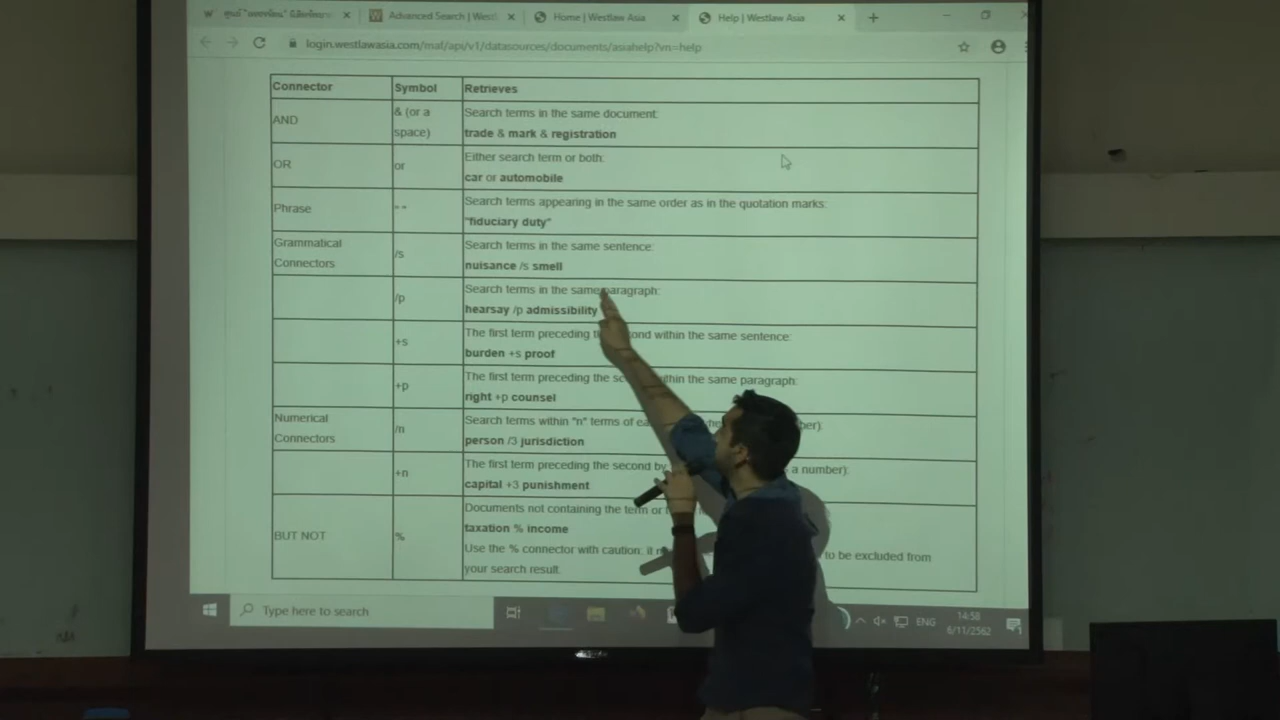 Advanced Search | Westl
Home | Westlaw Asia
Help | Westlaw Asia
login.westlawasia.com/maf/api/v1/datasources/documents/asiahelp?vn=help
Connector Symbol Retrieves
AND & (or a space) Search terms in the same document:
trade & mark & registration
OR or Either search term or both:
car or automobile
Phrase " " Search terms appearing in the same order as in the quotation marks:
"fiduciary duty"
Grammatical Connectors /s Search terms in the same sentence:
nuisance /s smell
/p Search terms in the same paragraph:
hearsay /p admissibility
+s The first term preceding ond within the same sentence:
burden +s proof
+p The first term preceding the se within the same paragraph:
right +p counsel
Numerical Connectors /n Search terms within "n" terms of ea ber):
person /3 jurisdiction
+n The first term preceding the second by a number):
capital +3 punishment
BUT NOT % Documents not containing the term or
taxation % income
Use the % connector with caution; it to be excluded from
your search result.
Type here to search
ENG
14:58
6/11/2562